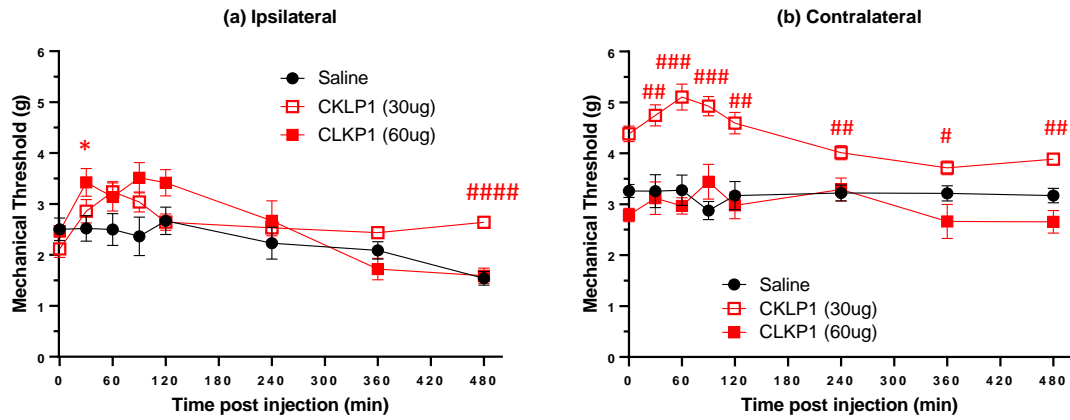 (a) Ipsilateral
Mechanical Threshold (g)
6
5
4
3
2
1
0
Saline
CKLP1 (30ug)
CLKP1 (60ug)
*
####
0 60 120 180 240 300 360 420 480
Time post injection (min)
(b) Contralateral
Mechanical Threshold (g)
6
5
4
3
2
1
0
## ### ### ## ## # ##
Saline
CKLP1 (30ug)
CLKP1 (60ug)
0 60 120 180 240 300 360 420 480
Time post injection (min)